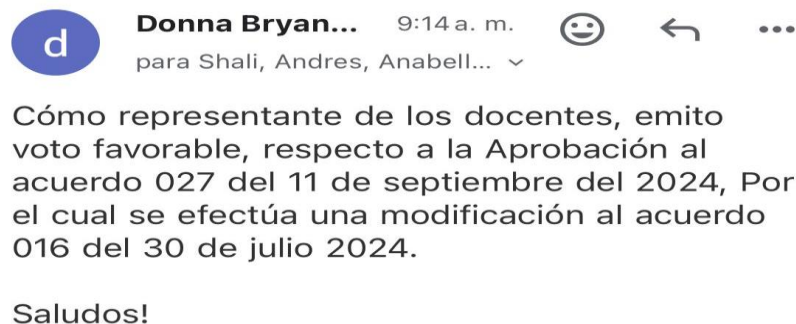 d
Donna Bryan... 9:14 a. m.
para Shali, Andres, Anabell...
Cómo representante de los docentes, emito
voto favorable, respecto a la Aprobación al
acuerdo 027 del 11 de septiembre del 2024, Por
el cual se efectúa una modificación al acuerdo
016 del 30 de julio 2024.
Saludos!